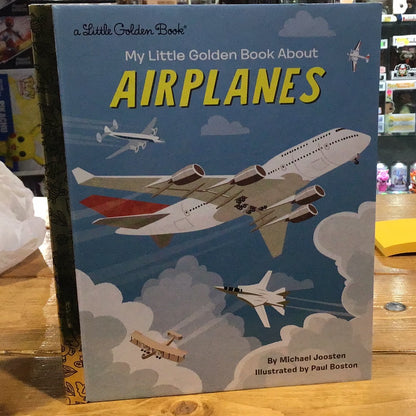 a Little Golden Book®
My Little Golden Book About
AIRPLANES
By Michael Joosten
Illustrated by Paul Boston